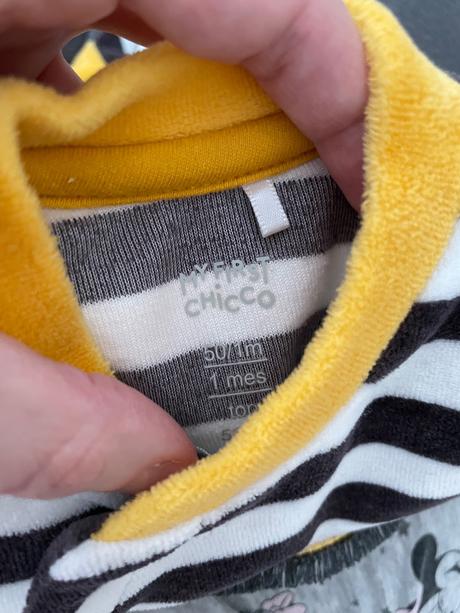 MY FIRST
CHICCO
50/1m
1 mes